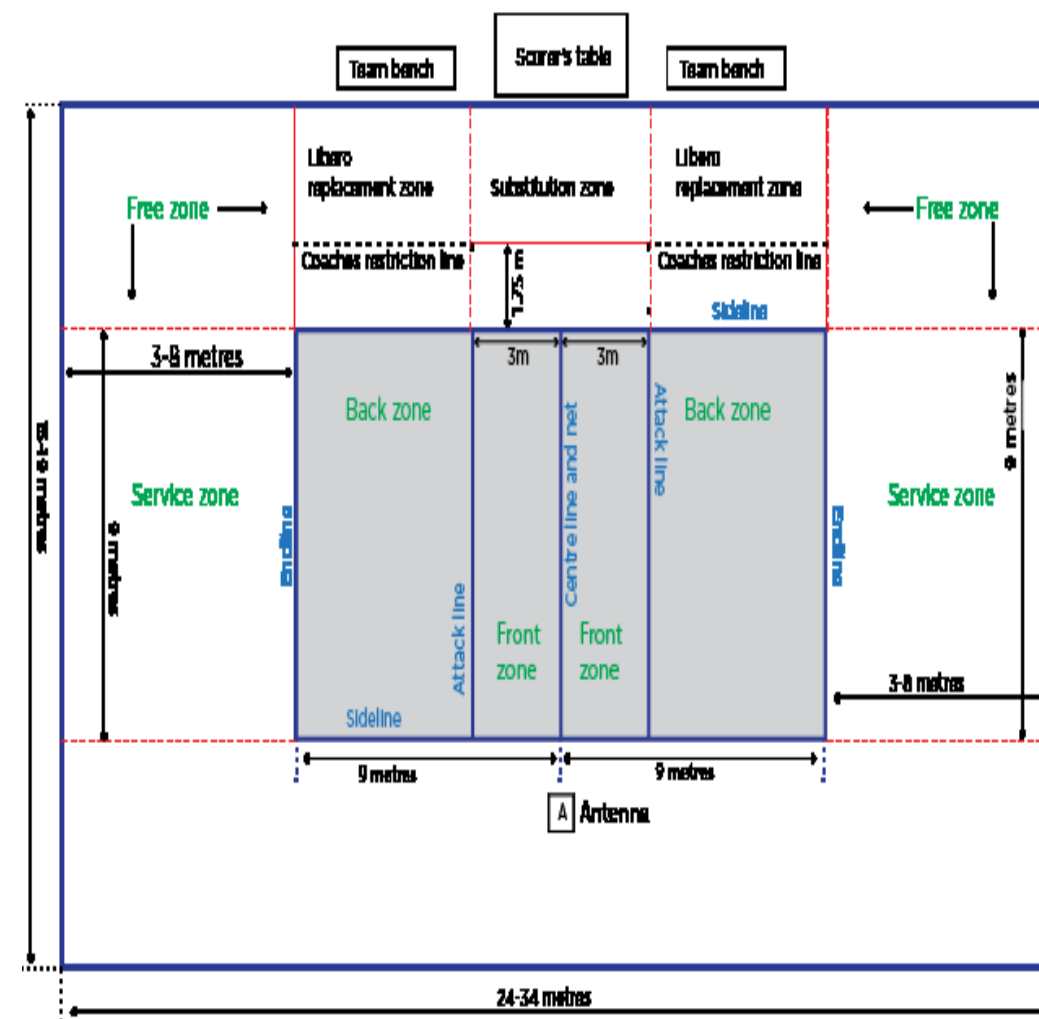 Scorer's table
Team bench
Team bench
Libero
replacement zone
Substitution zone
Libero
replacement zone
Free zone
Free zone
Coaches restriction line
1.75 m
Coaches restriction line
Sideline
3-8 metres
3m
3m
Back zone
Attack line
Back zone
9 metres
Centre line and net
Service zone
Service zone
9 metres
Endline
Endline
Attack line
Front
zone
Front
zone
3-8 metres
Sideline
9 metres
9 metres
A Antenna
24-34 metres